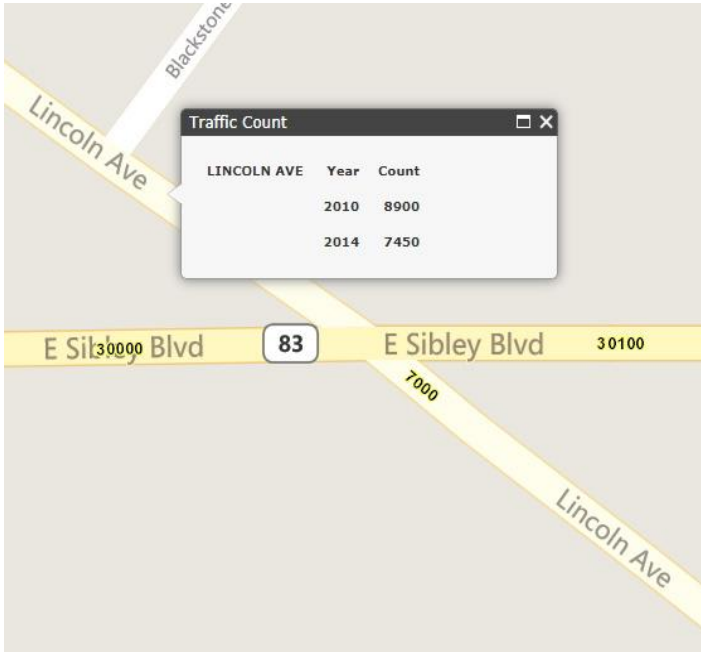 Blackstone
Lincoln Ave
Traffic Count
LINCOLN AVE Year Count
2010 8900
2014 7450
E Sibley Blvd
30000
83
E Sibley Blvd
30100
7000
Lincoln Ave